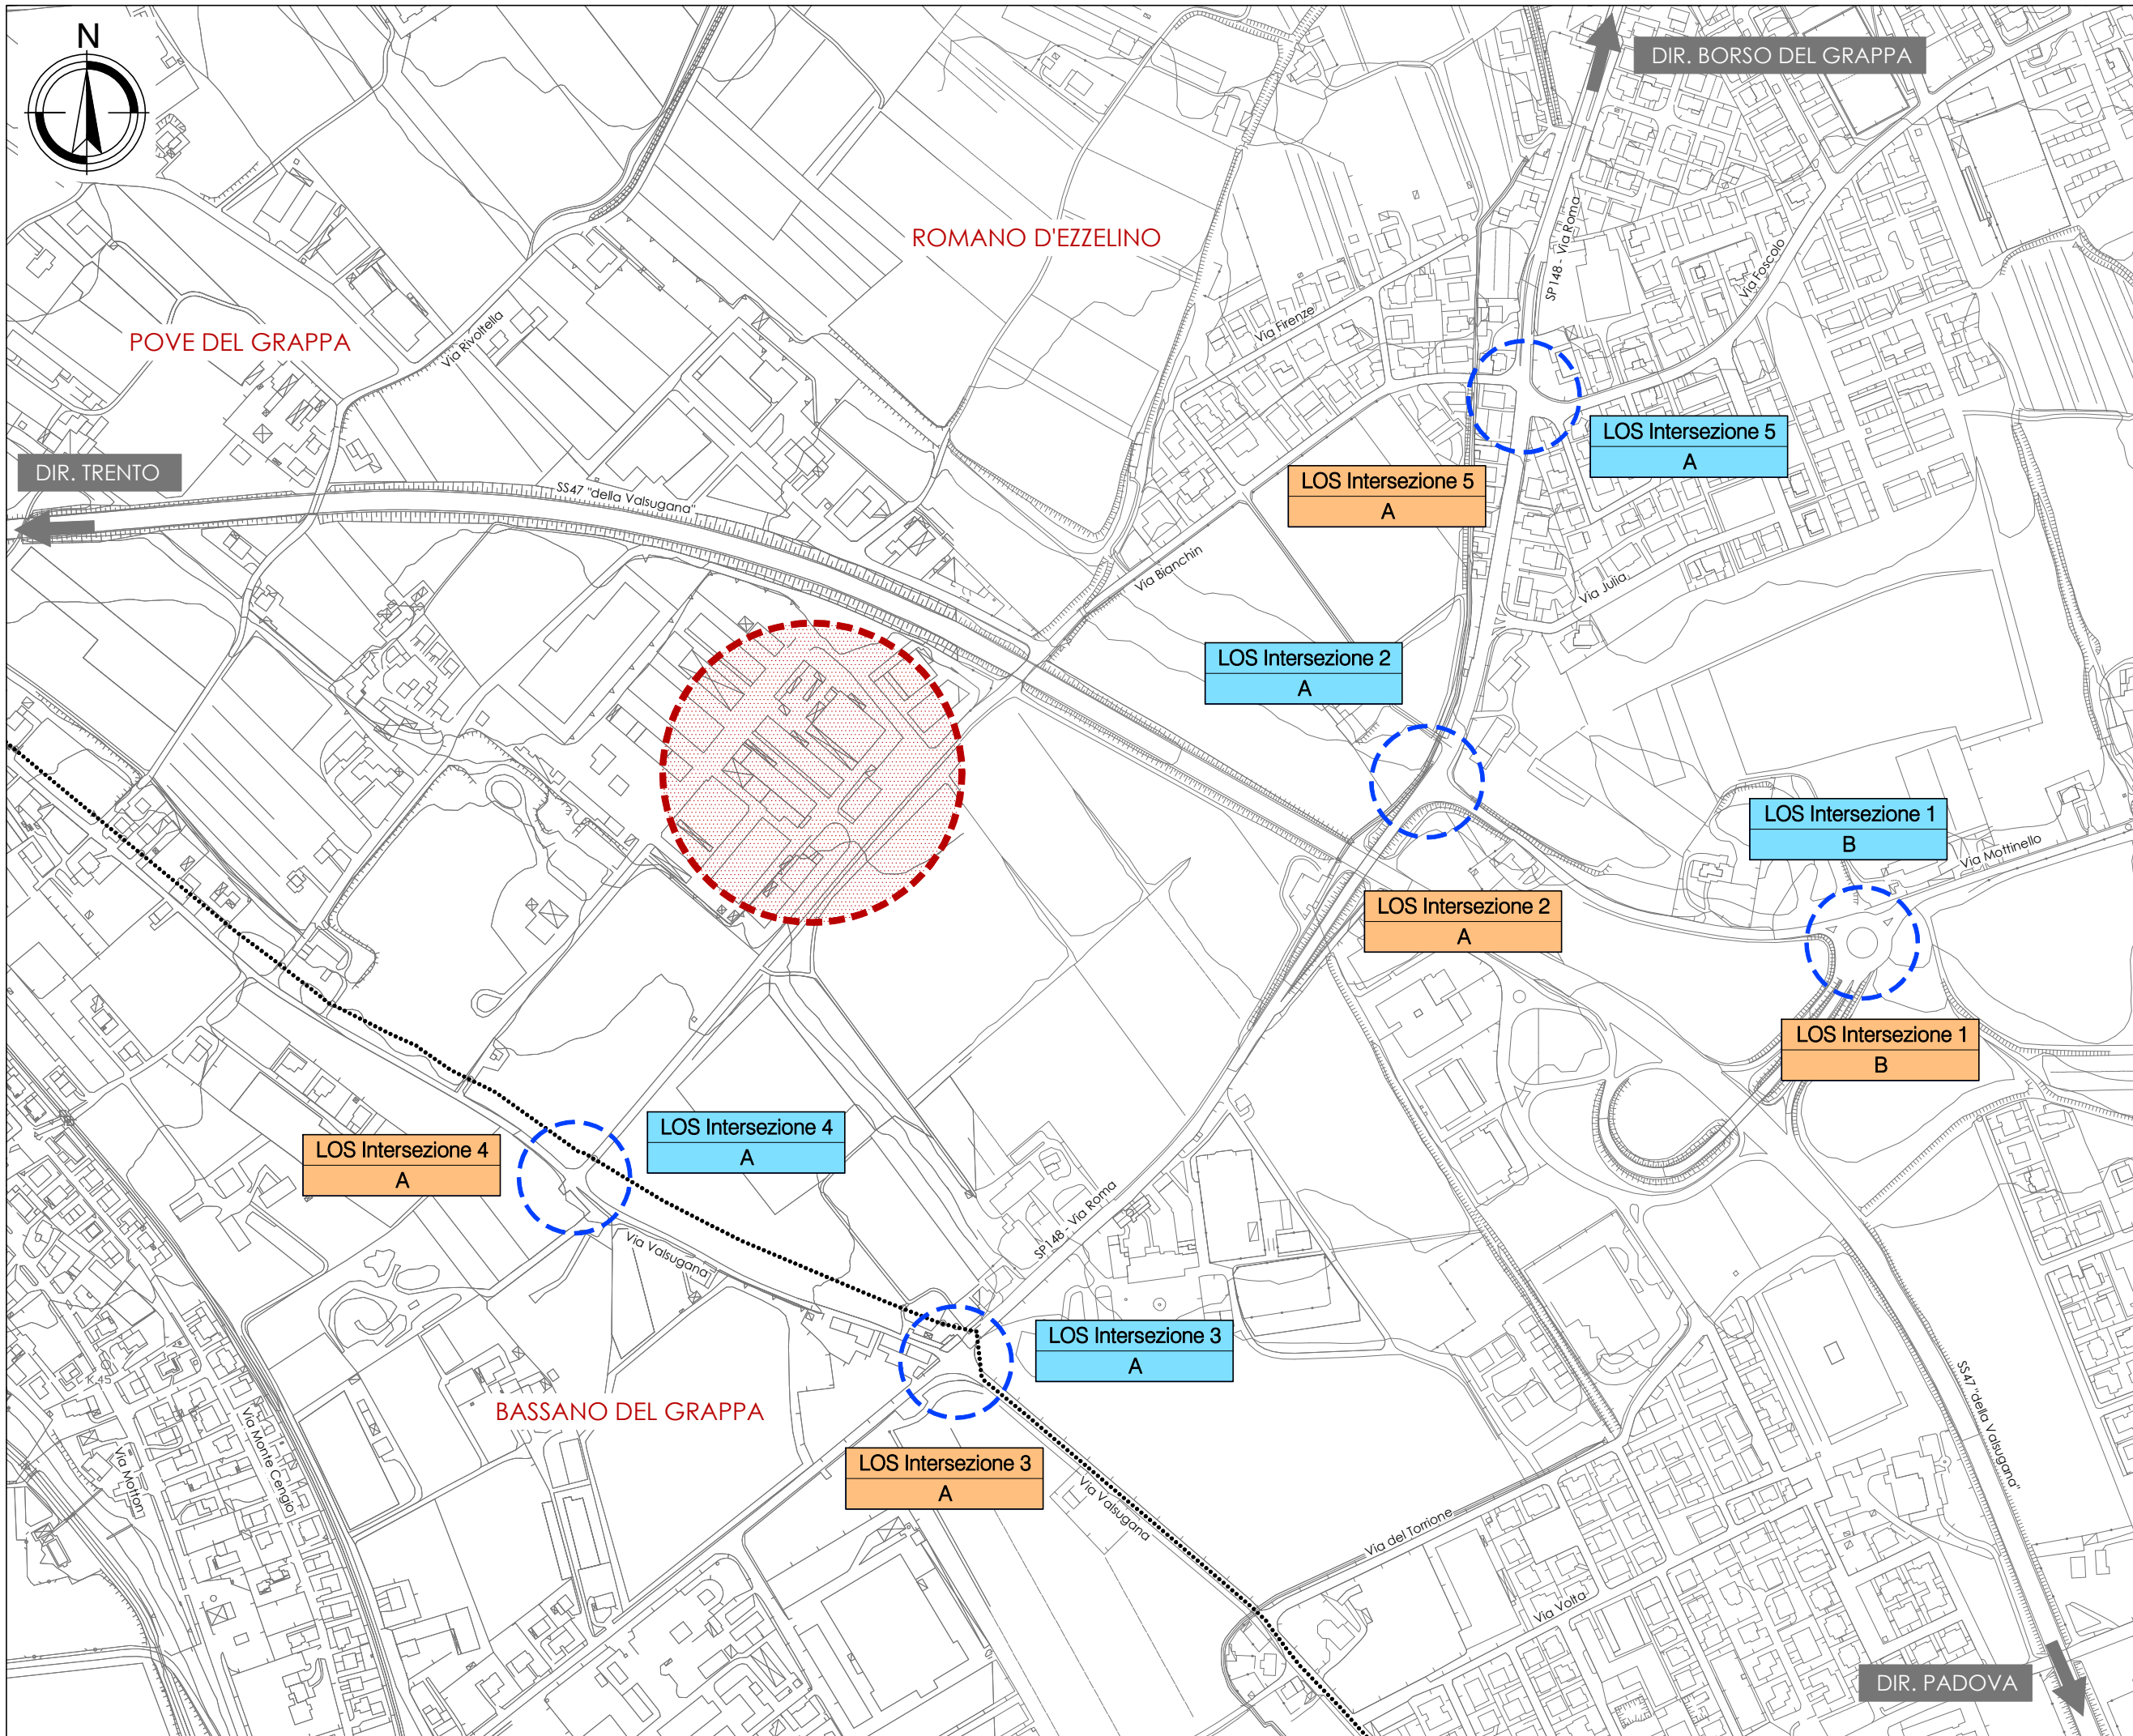 N
DIR. BORSO DEL GRAPPA
ROMANO D'EZZELINO
SP148 - Via Roma
Via Foscolo
POVE DEL GRAPPA
Via Rivoltella
Via Firenze
LOS Intersezione 5
A
DIR. TRENTO
LOS Intersezione 5
A
SS47 "della Valsugana"
Via Bianchin
Via Julia
LOS Intersezione 2
A
LOS Intersezione 1
B
Via Mottinello
LOS Intersezione 2
A
LOS Intersezione 1
B
LOS Intersezione 4
A
LOS Intersezione 4
A
SP148 - Via Roma
Via Valsugana
LOS Intersezione 3
A
K 45
BASSANO DEL GRAPPA
SS47 "della Valsugana"
Via Monte Cengio
Via Motton
LOS Intersezione 3
A
Via Valsugana
Via del Torrione
Via Volta
DIR. PADOVA